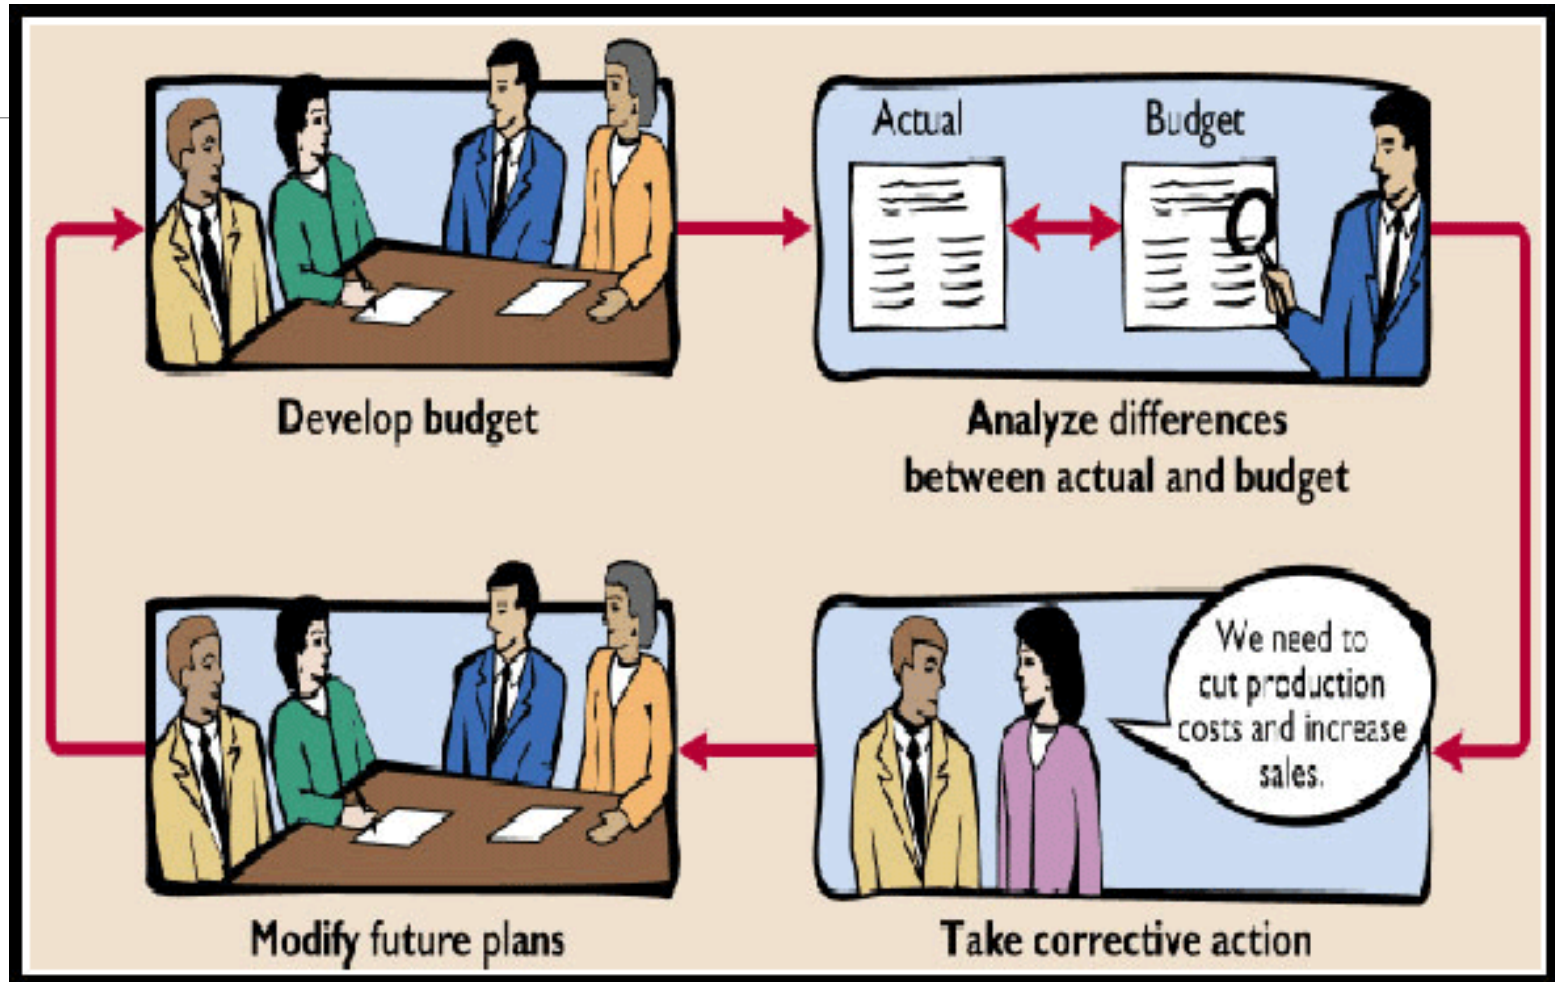 Actual
Budget
Develop budget
Analyze differences
between actual and budget
We need to
cut production
costs and increase
sales.
Modify future plans
Take corrective action